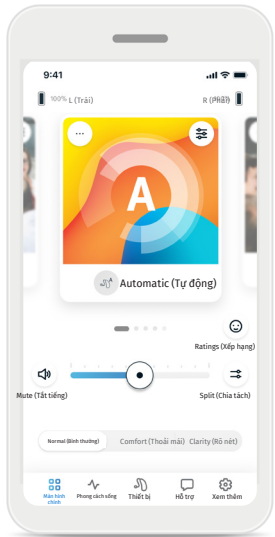 9:41
100% L (Trái)
R (Phải)
A
Automatic (Tự động)
Ratings (Xếp hạng)
Mute (Tắt tiếng)
Split (Chia tách)
Normal (Bình thường) Comfort (Thoải mái) Clarity (Rõ nét)
Màn hình
chính
Phong cách sống
Thiết bị
Hỗ trợ
Xem thêm